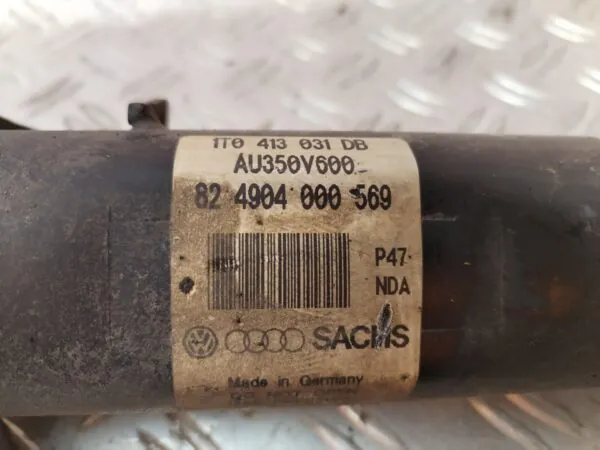 1T0 413 031 DB
AU350V600
82 4904 000 569
P47
NDA
SACHS
Made in Germany